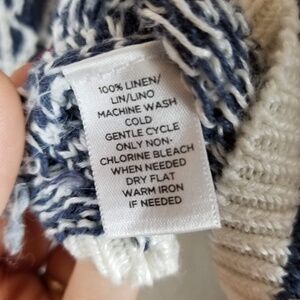 100% LINEN/
LIN/LINO
MACHINE WASH
COLD
GENTLE CYCLE
ONLY NON-
CHLORINE BLEACH
WHEN NEEDED
DRY FLAT
WARM IRON
IF NEEDED